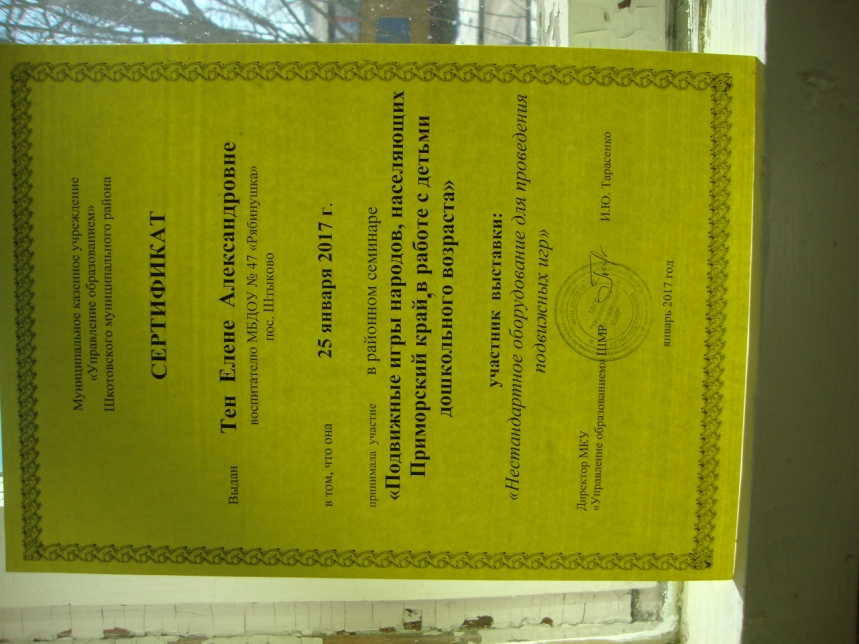 Муниципальное казенное учреждение
«Управление образованием»
Шкотовского муниципального района
СЕРТИФИКАТ
Выдан Тен Елене Александровне
воспитателю МБДОУ № 47 «Рябинушка»
пос. Штыково
в том, что она 25 января 2017 г.
принимала участие в районном семинаре
«Подвижные игры народов, населяющих
Приморский край,в работе с детьми
дошкольного возраста»
участник выставки:
«Нестандартное оборудование для проведения
подвижных игр»
Директор МКУ
«Управление образованием» ШМР И.Ю. Тарасенко
январь 2017 год